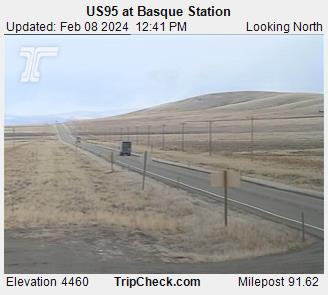 US95 at Basque Station
Updated: Feb 08 2024 12:41 PM Looking North
Elevation 4460 TripCheck.com Milepost 91.62